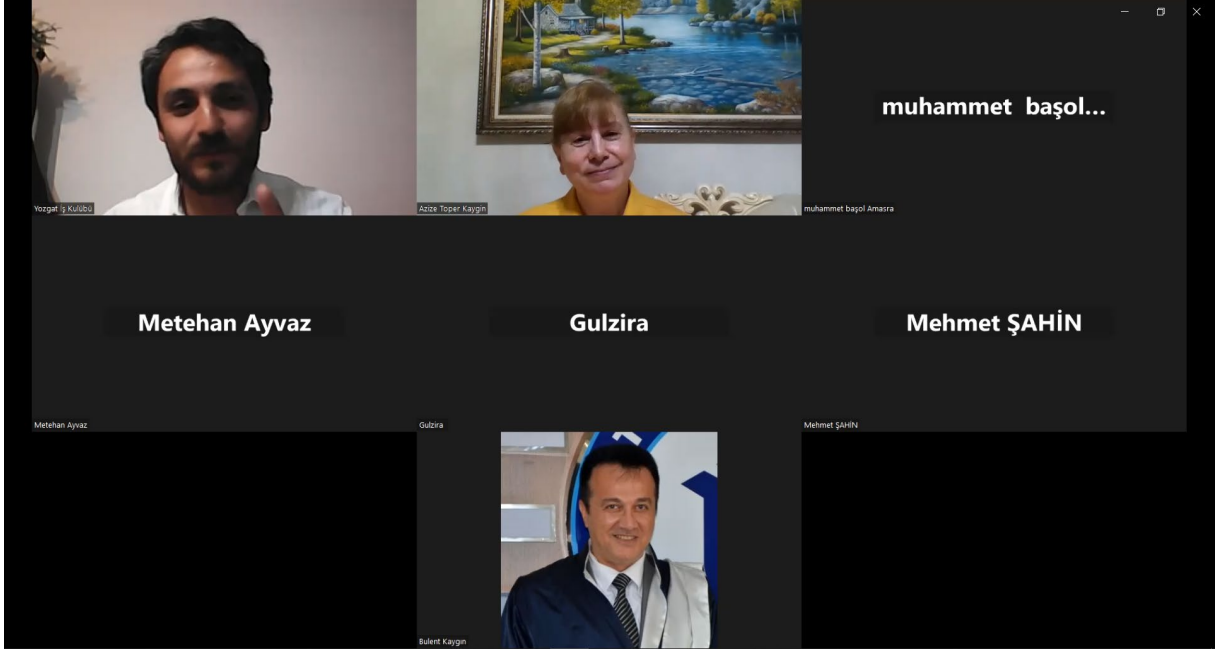 muhammet başol...
Yozgat İş Kulübü
Azize Toper Kaygin
muhammet başol Amasra
Metehan Ayvaz
Gulzira
Mehmet ŞAHİN
Metehan Ayvaz
Gulzira
Mehmet ŞAHİN
Bulent Kaygın